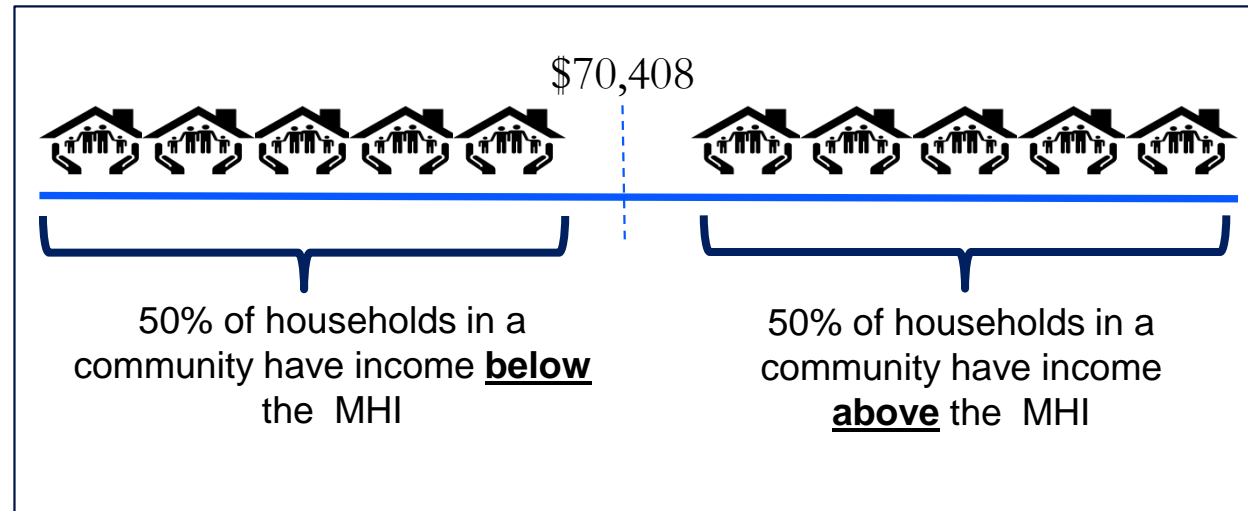 $70,408
50% of households in a
community have income below
the MHI
50% of households in a
community have income
above the MHI